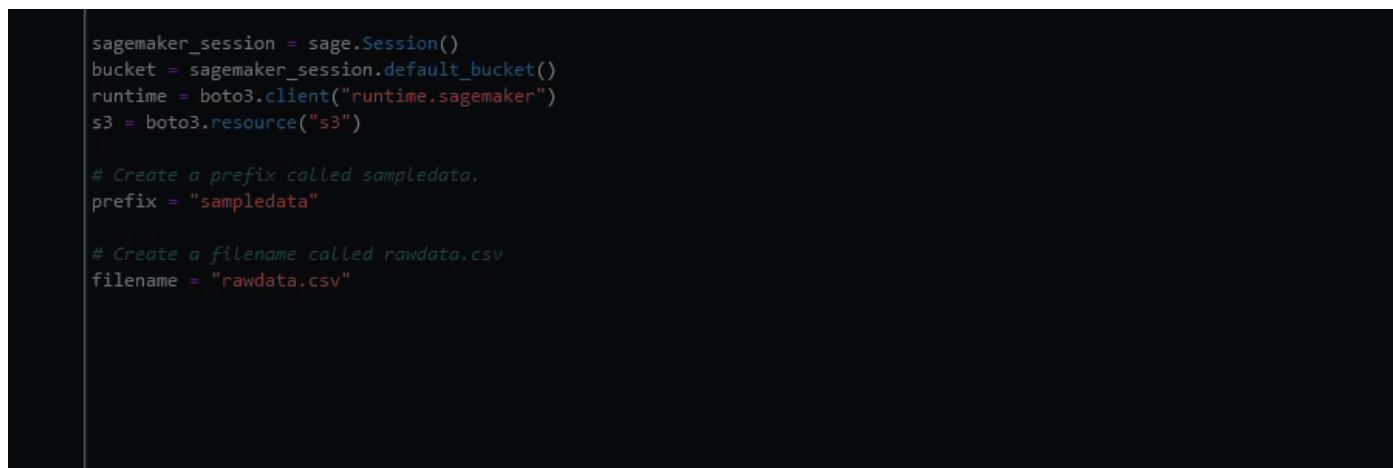 sagemaker_session = sage.Session()
bucket = sagemaker_session.default_bucket()
runtime = boto3.client("runtime.sagemaker")
s3 = boto3.resource("s3")
# Create a prefix called sampledata.
prefix = "sampledata"
# Create a filename called rawdata.csv
filename = "rawdata.csv"